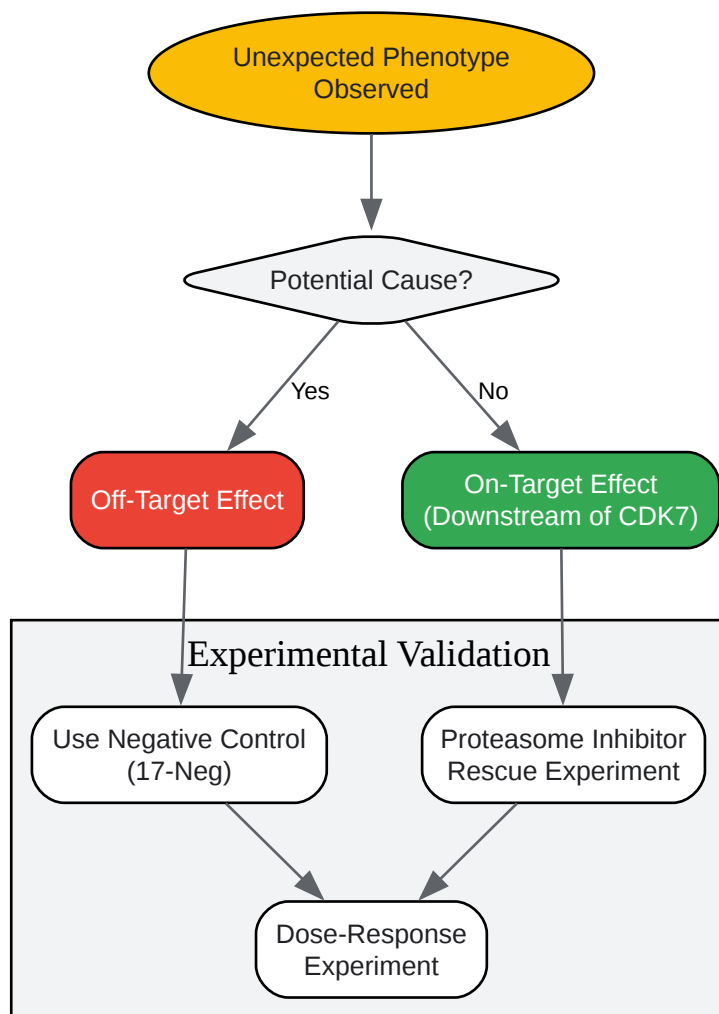 Unexpected Phenotype
Observed
Potential Cause?
Yes
No
Off-Target Effect
On-Target Effect
(Downstream of CDK7)
Experimental Validation
Use Negative Control
(17-Neg)
Proteasome Inhibitor
Rescue Experiment
Dose-Response
Experiment